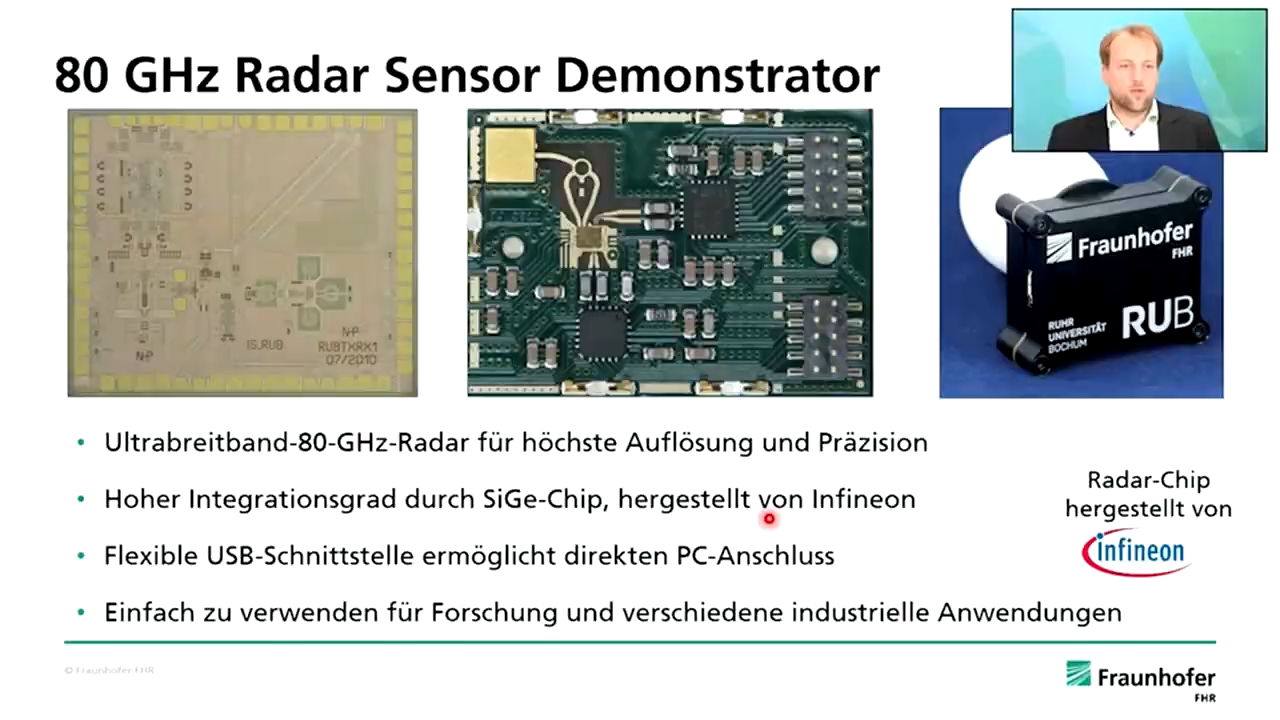 80 GHz Radar Sensor Demonstrator
N-P
IS.RUB
N-P
RUBTXRX1
07/2010
Fraunhofer
FHR
RUHR
UNIVERSITÄT
BOCHUM
RUB
• Ultrabreitband-80-GHz-Radar für höchste Auflösung und Präzision
• Hoher Integrationsgrad durch SiGe-Chip, hergestellt von Infineon
• Flexible USB-Schnittstelle ermöglicht direkten PC-Anschluss
• Einfach zu verwenden für Forschung und verschiedene industrielle Anwendungen
Radar-Chip
hergestellt von
infineon
© Fraunhofer FHR
Fraunhofer
FHR